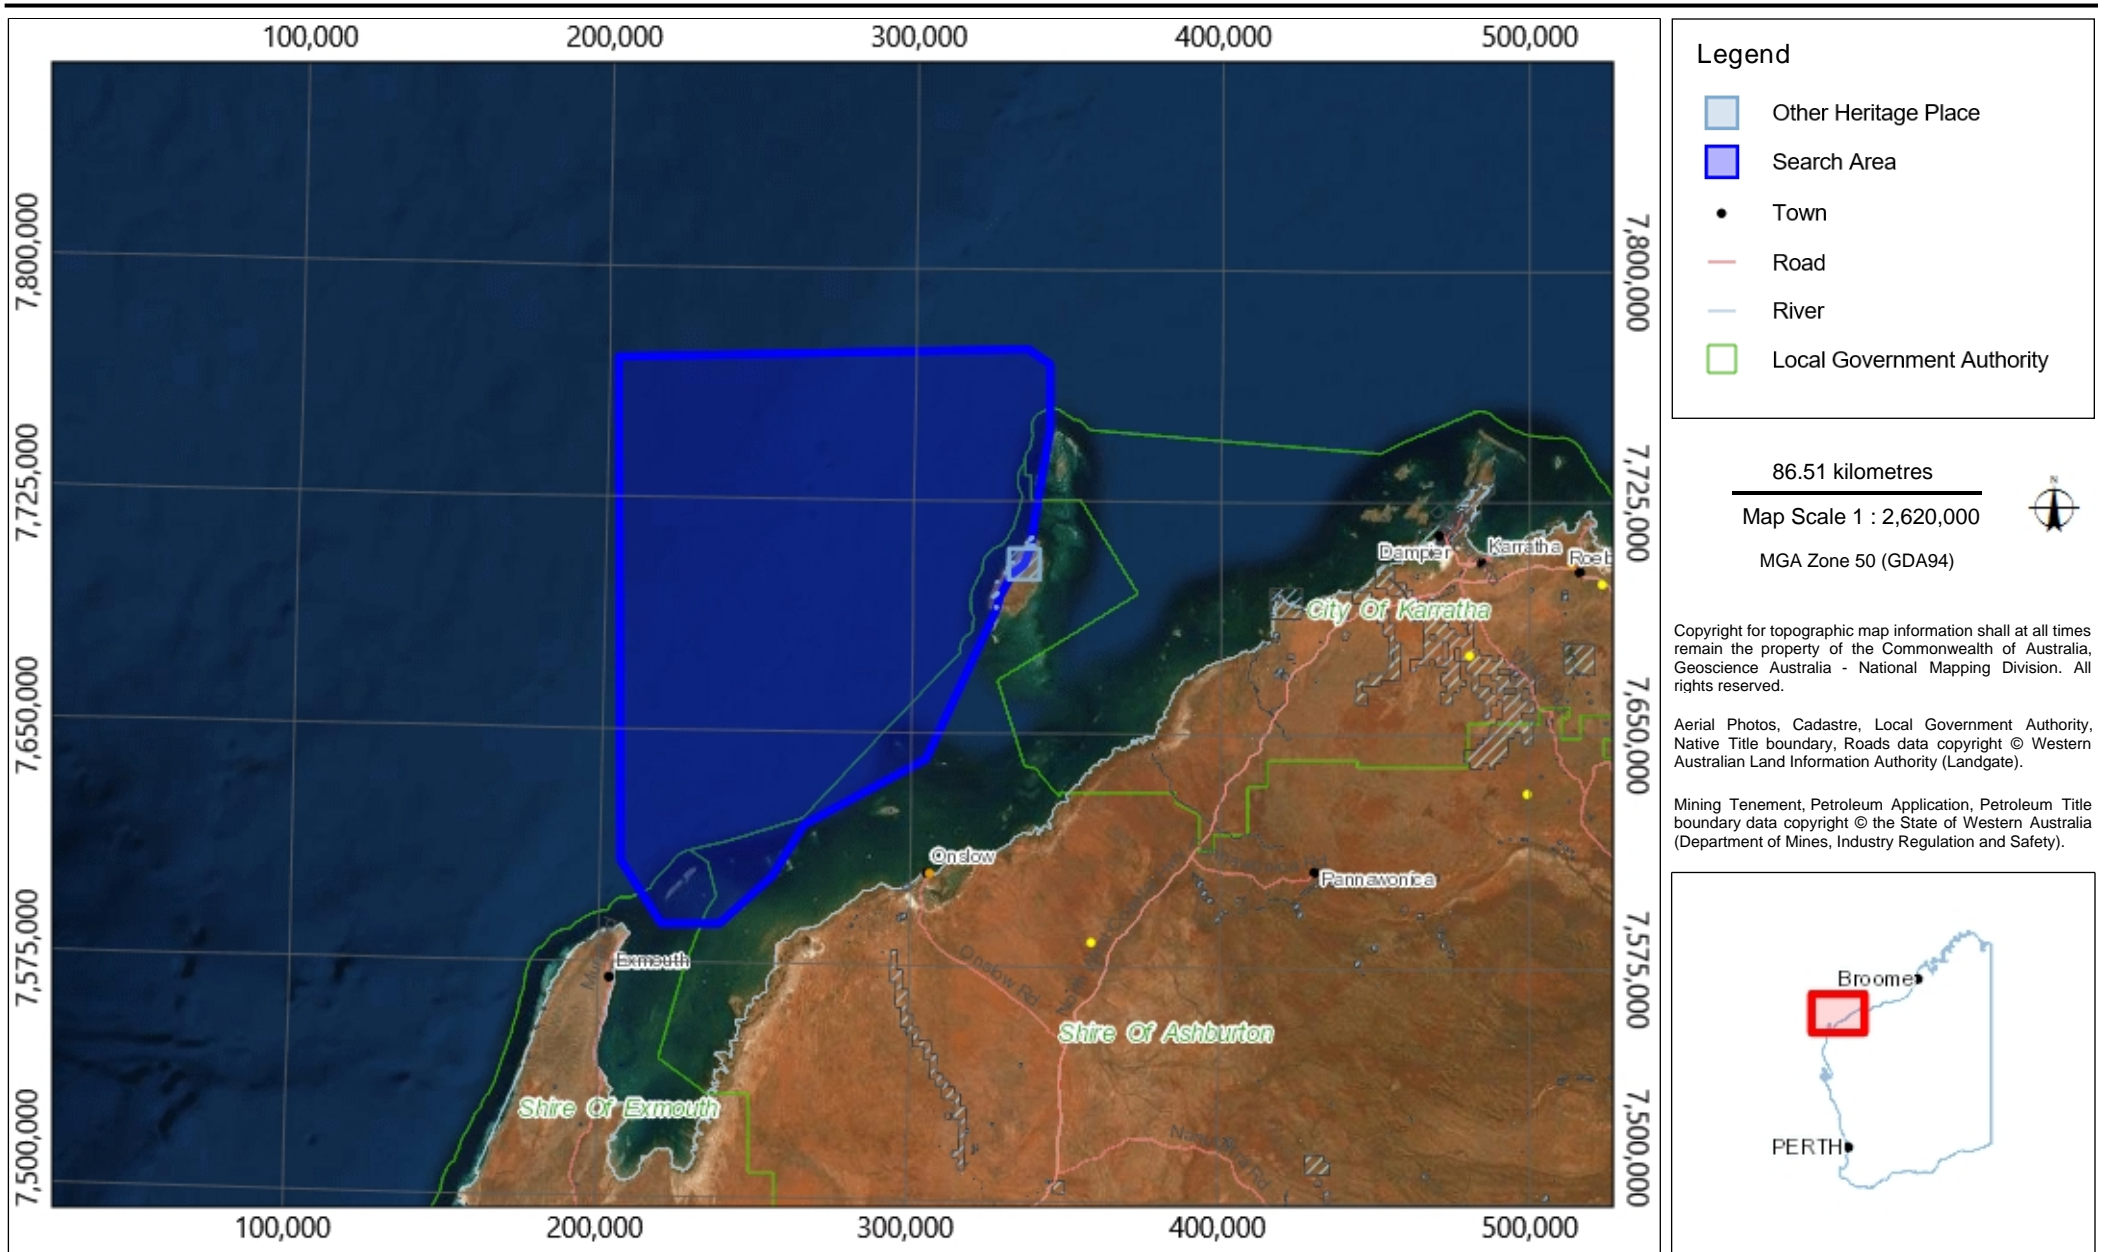 100,000 200,000 300,000 400,000 500,000
7,800,000
7,725,000
7,650,000
7,575,000
7,500,000
7,800,000
7,725,000
7,650,000
7,575,000
7,500,000
Dampier
Karratha
Roeb
City Of Karratha
Onslow
Pannawonica
Exmouth
Onslow Rd
Shire Of Ashburton
Shire Of Exmouth
100,000 200,000 300,000 400,000 500,000
Legend
Other Heritage Place
Search Area
Town
Road
River
Local Government Authority
86.51 kilometres
Map Scale 1 : 2,620,000
MGA Zone 50 (GDA94)
N
Copyright for topographic map information shall at all times
remain the property of the Commonwealth of Australia,
Geoscience Australia - National Mapping Division. All
rights reserved.
Aerial Photos, Cadastre, Local Government Authority,
Native Title boundary, Roads data copyright © Western
Australian Land Information Authority (Landgate).
Mining Tenement, Petroleum Application, Petroleum Title
boundary data copyright © the State of Western Australia
(Department of Mines, Industry Regulation and Safety).
Broome
PERTH